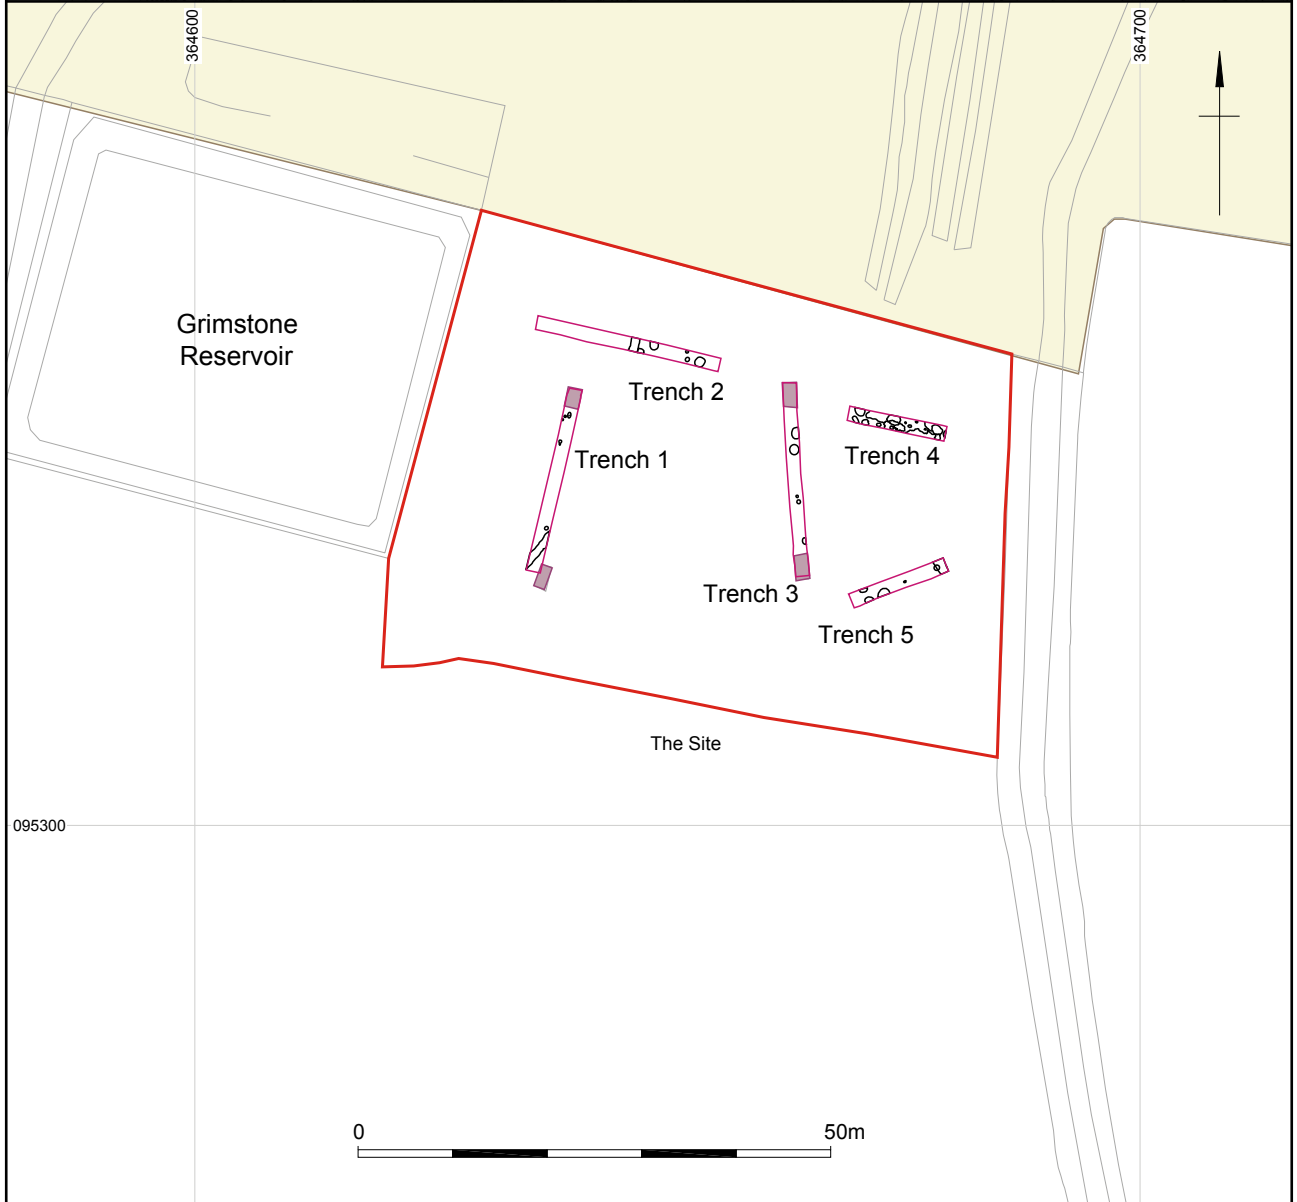 364600
364700
Grimstone
Reservoir
Trench 2
Trench 1
Trench 4
Trench 3
Trench 5
The Site
095300
0 50m